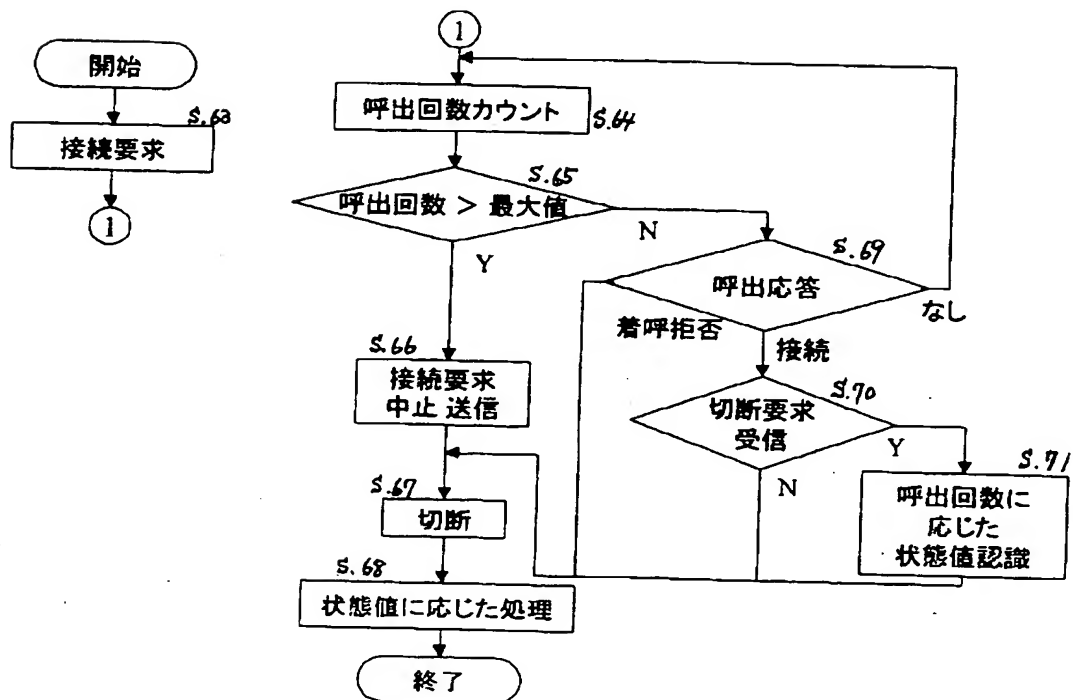 開始
S.63
接続要求
1
1
呼出回数カウント
S.64
S.65
呼出回数 > 最大値
N
Y
S.69
呼出応答
なし
着呼拒否
接続
S.66
接続要求
中止 送信
S.70
切断要求
受信
Y
N
S.71
呼出回数に
応じた
状態値認識
S.67
切断
S.68
状態値に応じた処理
終了